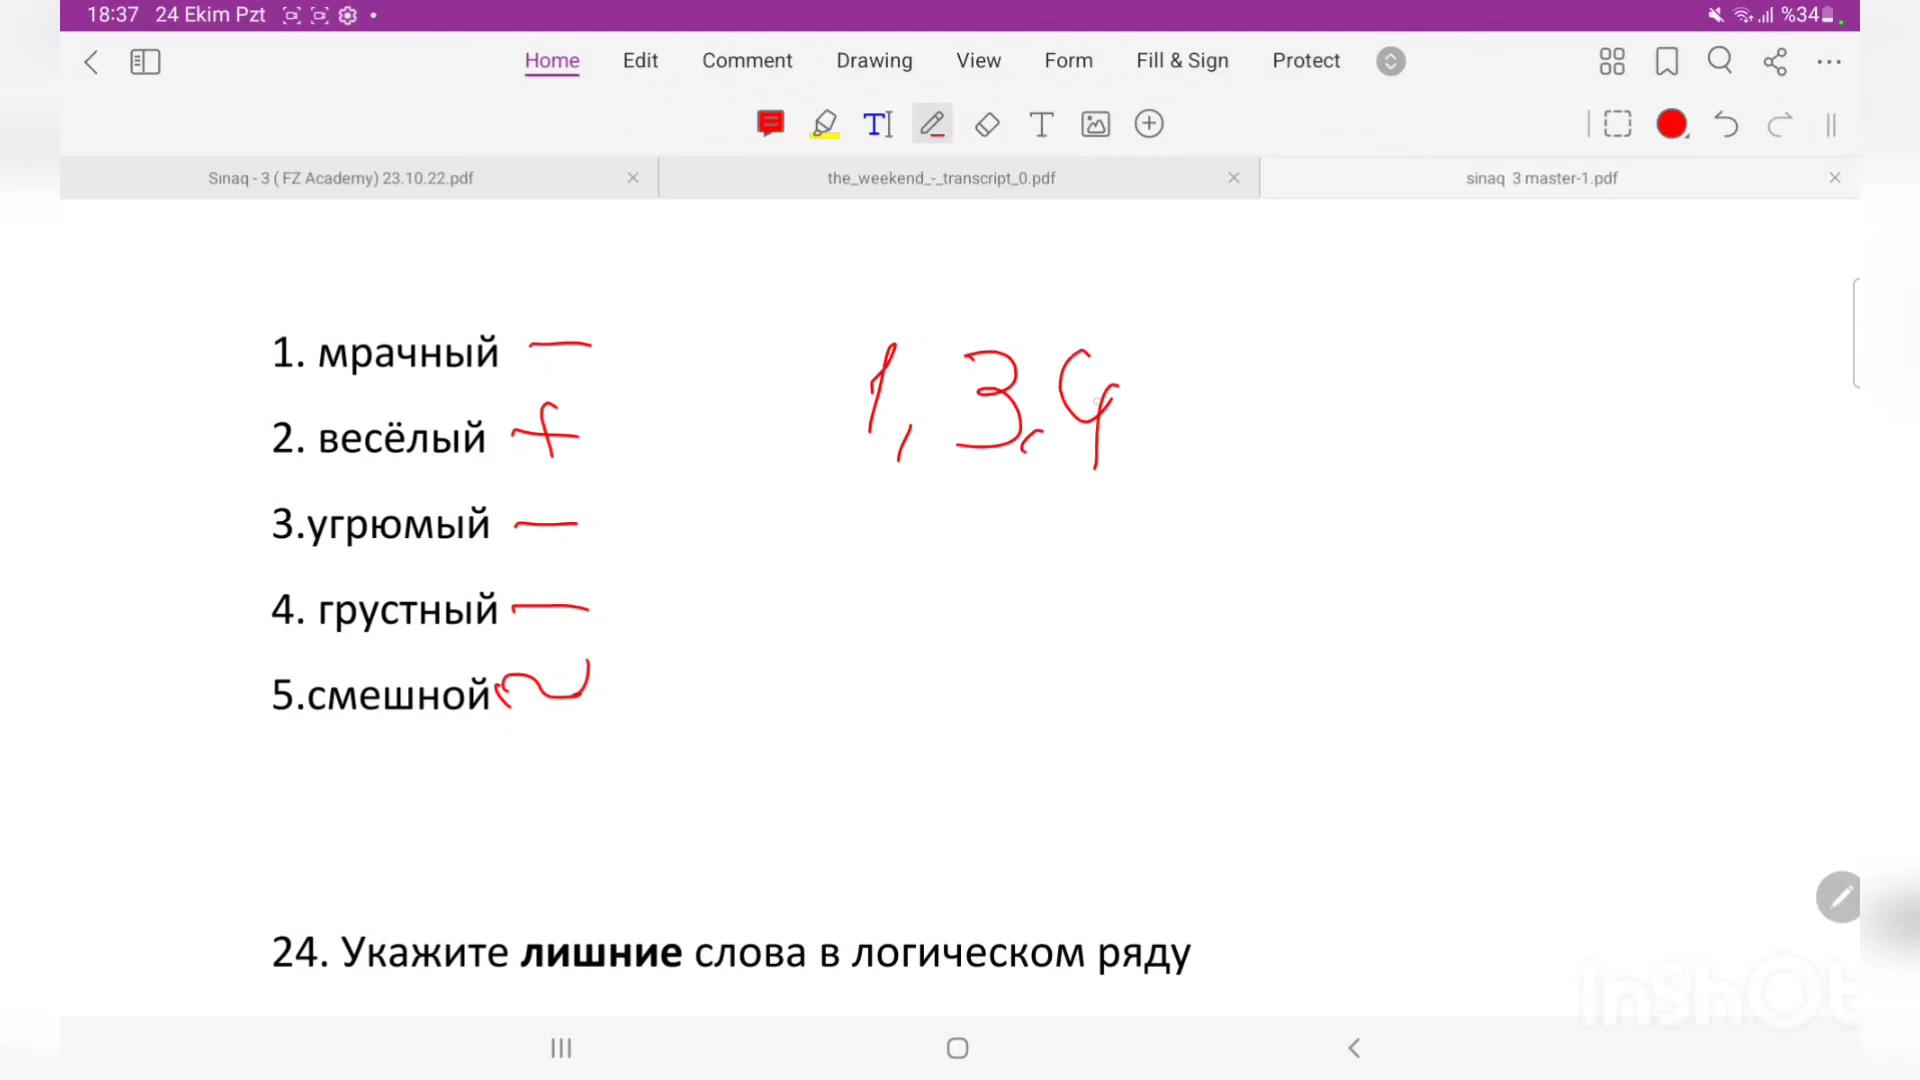 18:37 24 Ekim Pzt %34
Home Edit Comment Drawing View Form Fill & Sign Protect
Sınaq - 3 ( FZ Academy) 23.10.22.pdf the_weekend_-_transcript_0.pdf sinaq 3 master-1.pdf
1. мрачный —
2. весёлый +
3.угрюмый —
4. грустный —
5.смешной ~
1, 3, 4
24. Укажите лишние слова в логическом ряду
InShOt